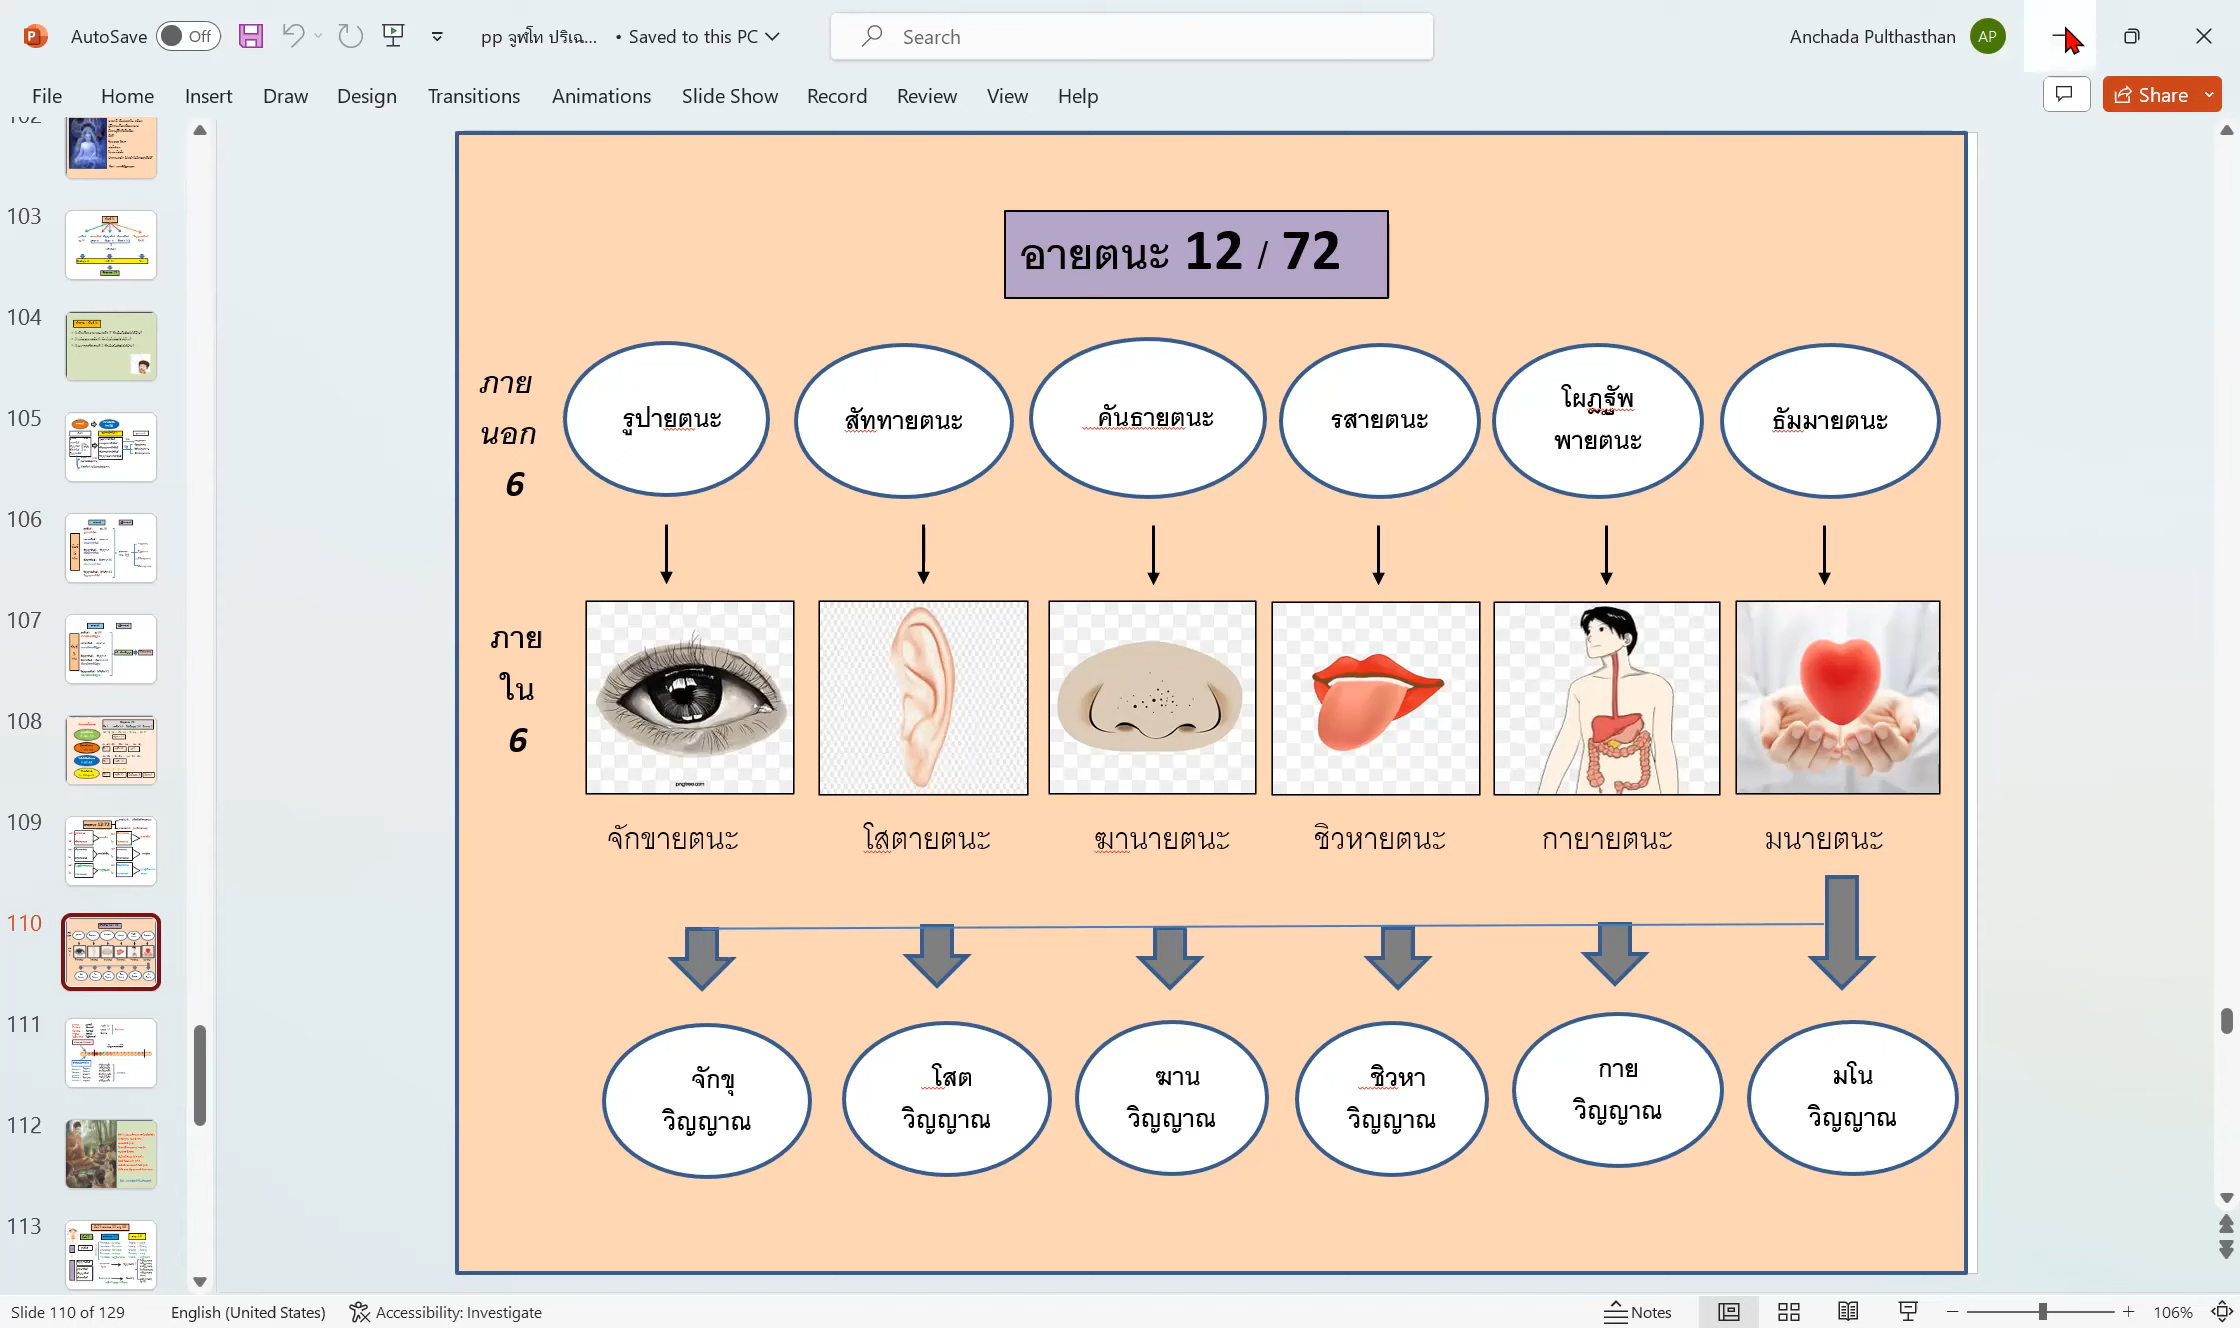 AutoSave Off
pp จูฬโท ปริเฉ... • Saved to this PC
Search
Anchada Pulthasthan AP
File Home Insert Draw Design Transitions Animations Slide Show Record Review View Help
Share
102
103
104
105
106
107
108
109
110
111
112
113
อายตนะ 12 / 72
ภาย
นอก
6
รูปายตนะ
สัททายตนะ
คันธายตนะ
รสายตนะ
โผฎฐัพ
พายตนะ
ธัมมายตนะ
ภาย
ใน
6
pngtree.com
จักขายตนะ
โสตายตนะ
ฆานายตนะ
ชิวหายตนะ
กายายตนะ
มนายตนะ
จักขุ
วิญญาณ
โสต
วิญญาณ
ฆาน
วิญญาณ
ชิวหา
วิญญาณ
กาย
วิญญาณ
มโน
วิญญาณ
Slide 110 of 129
English (United States)
Accessibility: Investigate
Notes
106%